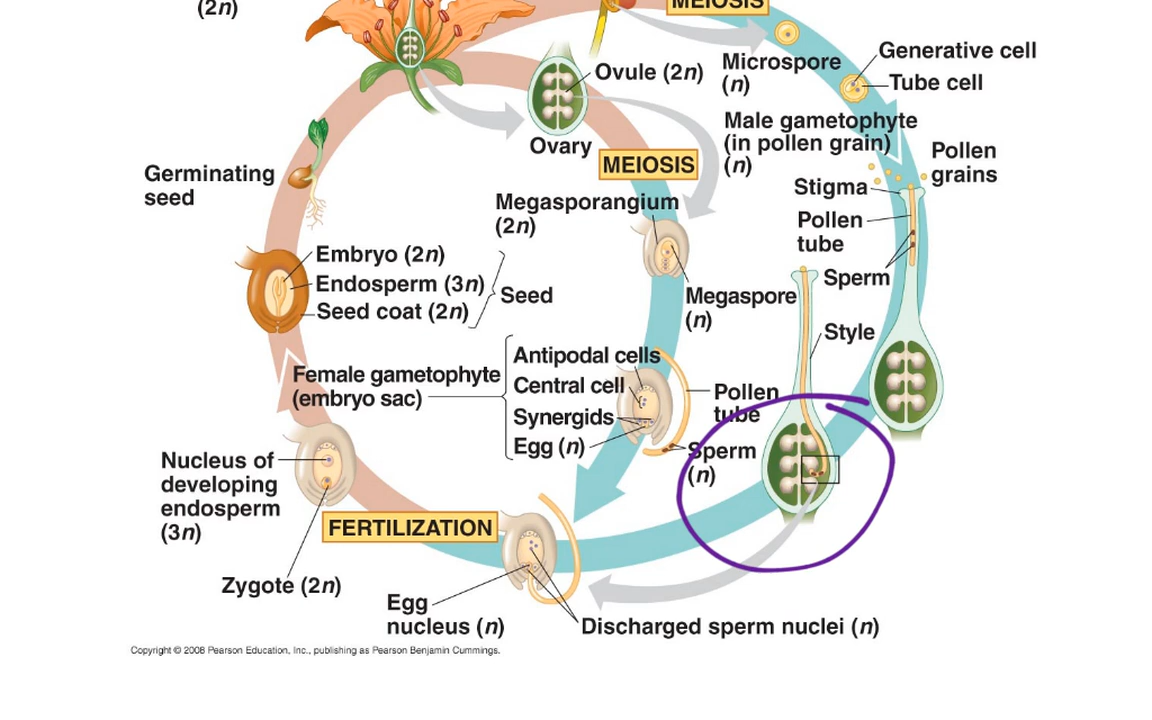 (2n)
MEIOSIS
Microspore
(n)
Generative cell
Tube cell
Ovule (2n)
Ovary
MEIOSIS
Male gametophyte
(in pollen grain)
(n)
Pollen
grains
Stigma
Pollen
tube
Sperm
Germinating
seed
Megasporangium
(2n)
Embryo (2n)
Endosperm (3n)
Seed coat (2n)
Seed
Megaspore
(n)
Style
Antipodal cells
Central cell
Synergids
Egg (n)
Female gametophyte
(embryo sac)
Pollen
tube
Sperm
(n)
Nucleus of
developing
endosperm
(3n)
FERTILIZATION
Zygote (2n)
Egg
nucleus (n)
Discharged sperm nuclei (n)
Copyright © 2008 Pearson Education, Inc., publishing as Pearson Benjamin Cummings.